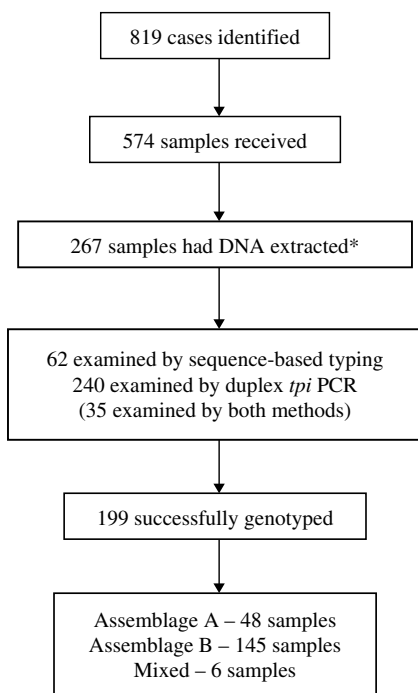 819 cases identified
574 samples received
267 samples had DNA extracted*
62 examined by sequence-based typing
240 examined by duplex tpi PCR
(35 examined by both methods)
199 successfully genotyped
Assemblage A – 48 samples
Assemblage B – 145 samples
Mixed – 6 samples